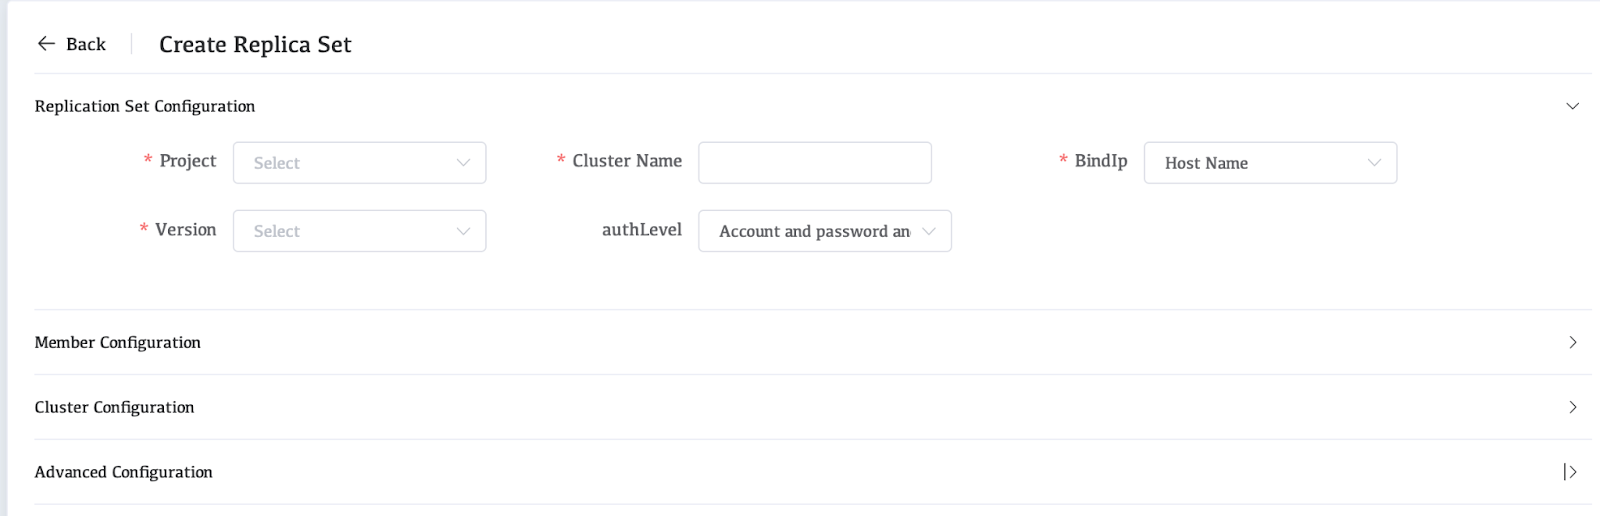 Back Create Replica Set
Replication Set Configuration
* Project Select * Cluster Name * BindIp Host Name
* Version Select authLevel Account and password an
Member Configuration
Cluster Configuration
Advanced Configuration